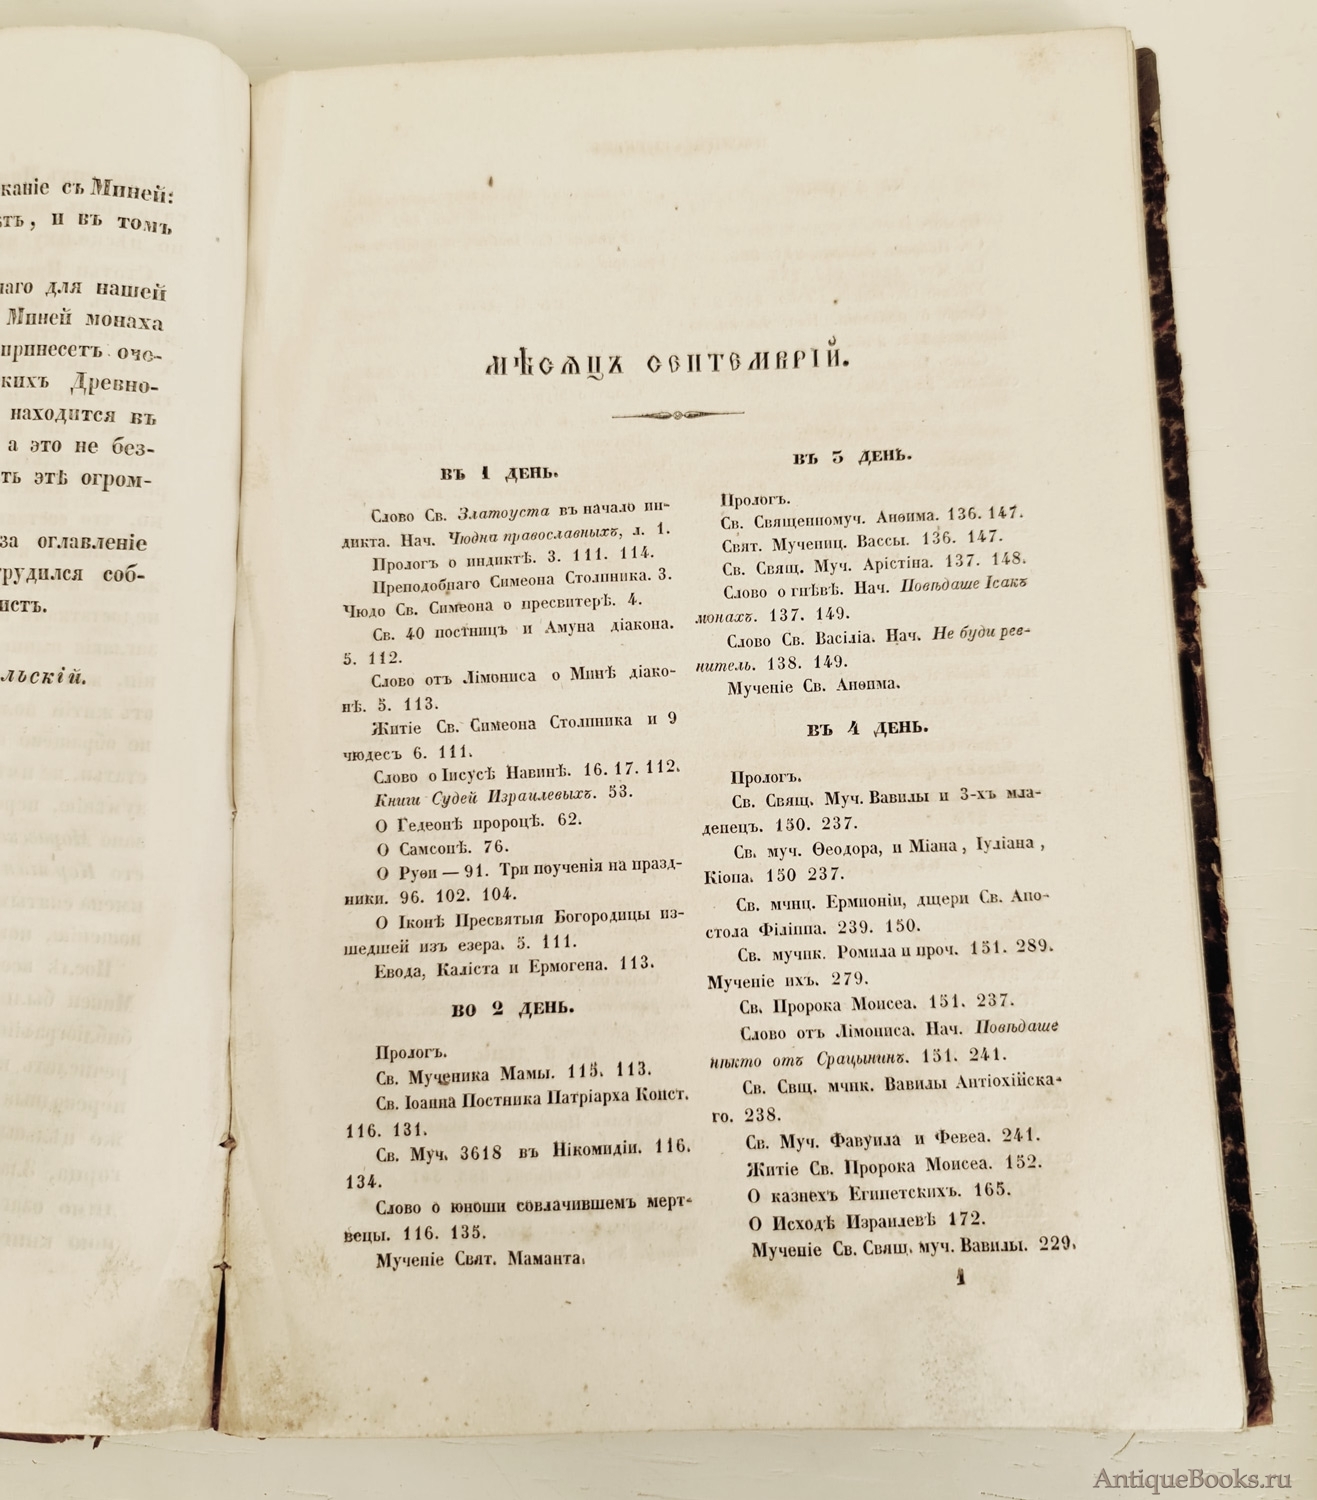 каніе съ Миней:
ть, и въ томъ
наго для нашей
Миней монаха
принесетъ оче-
кихъ Древно-
находится въ
а это не без-
ть этѣ огром-
за оглавленіе
рудился соб-
истъ.
льскій.
МѢСЯЦЪ СЕПТЕМВРІЙ.
ВЪ 1 ДЕНЬ.
Слово Св. Златоуста въ начало ин-
дикта. Нач. Чюдна православныхъ, л. 1.
Прологъ о индиктѣ. 3. 111. 114.
Преподобнаго Симеона Столпника. 3.
Чюдо Св. Симеона о пресвитерѣ. 4.
Св. 40 постницъ и Амуна діакона.
5. 112.
Слово отъ Лімониса о Минѣ діако-
нѣ. 5. 113.
Житіе Св. Симеона Столпника и 9
чюдесъ 6. 111.
Слово о Іисусѣ Навинѣ. 16. 17. 112.
Книги Судей Израилевыхъ. 53.
О Гедеонѣ пророцѣ. 62.
О Самсонѣ. 76.
О Руѳи — 91. Три поученія на празд-
ники. 96. 102. 104.
О Іконѣ Пресвятыя Богородицы из-
шедшей изъ езера. 5. 111.
Евода, Каліста и Ермогена. 113.
ВО 2 ДЕНЬ.
Прологъ.
Св. Мученика Мамы. 115. 113.
Св. Іоанна Постника Патріарха Конст.
116. 131.
Св. Муч. 3618 въ Нікомидіи. 116.
134.
Слово о юноши совлачившемъ мерт-
вецы. 116. 135.
Мученіе Свят. Маманта.
ВЪ 3 ДЕНЬ.
Прологъ.
Св. Священномуч. Анѳима. 136. 147.
Свят. Мучениц. Вассы. 136. 147.
Св. Свящ. Муч. Арістіна. 137. 148.
Слово о гнѣвѣ. Нач. Повѣдаше Ісакъ
монахъ. 137. 149.
Слово Св. Васіліа. Нач. Не буди рев-
нитель. 138. 149.
Мученіе Св. Анѳима.
ВЪ 4 ДЕНЬ.
Прологъ.
Св. Свящ. Муч. Вавилы и 3-хъ мла-
денецъ. 150. 237.
Св. муч. Ѳеодора, и Міана, Іуліана,
Кіона. 150 237.
Св. мчнц. Ермионіи, дщери Св. Апо-
стола Філіппа. 239. 150.
Св. мучнк. Ромила и проч. 151. 289.
Мученіе ихъ. 279.
Св. Пророка Моисеа. 151. 237.
Слово отъ Лімониса. Нач. Повѣдаше
нѣкто отъ Срацынинъ. 151. 241.
Св. Свщ. мчнк. Вавилы Антіохійска-
го. 238.
Св. Муч. Фавуила и Февеа. 241.
Житіе Св. Пророка Моисеа. 152.
О казнехъ Египетскихъ. 165.
О Исходѣ Израилевѣ 172.
Мученіе Св. Свящ. муч. Вавилы. 229.
1
AntiqueBooks.ru